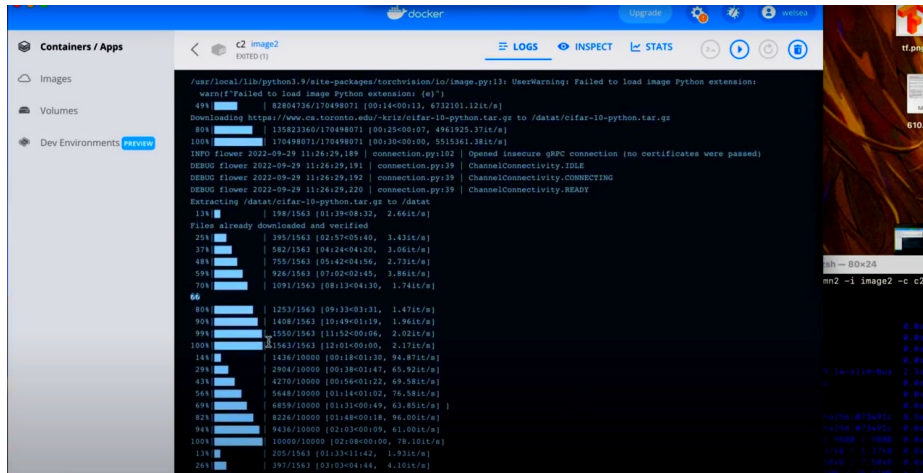 docker
Upgrade
welsea
Containers / Apps
Images
Volumes
Dev Environments PREVIEW
c2 image2
EXITED (1)
LOGS
INSPECT
STATS
/usr/local/lib/python3.9/site-packages/torchvision/io/image.py:13: UserWarning: Failed to load image Python extension:
warn(f"Failed to load image Python extension: {e}")
49%| | 82804736/170498071 [00:14<00:13, 6732101.12it/s]
Downloading https://www.cs.toronto.edu/~kriz/cifar-10-python.tar.gz to /datat/cifar-10-python.tar.gz
80%| | 135823360/170498071 [00:25<00:07, 4961925.37it/s]
100%| | 170498071/170498071 [00:30<00:00, 5515361.38it/s]
INFO flower 2022-09-29 11:26:29,189 | connection.py:102 | Opened insecure gRPC connection (no certificates were passed)
DEBUG flower 2022-09-29 11:26:29,191 | connection.py:39 | ChannelConnectivity.IDLE
DEBUG flower 2022-09-29 11:26:29,192 | connection.py:39 | ChannelConnectivity.CONNECTING
DEBUG flower 2022-09-29 11:26:29,220 | connection.py:39 | ChannelConnectivity.READY
Extracting /datat/cifar-10-python.tar.gz to /datat
13%| | 198/1563 [01:39<08:32, 2.66it/s]
Files already downloaded and verified
25%| | 395/1563 [02:57<05:40, 3.43it/s]
37%| | 582/1563 [04:24<04:20, 3.06it/s]
48%| | 755/1563 [05:42<04:56, 2.73it/s]
59%| | 926/1563 [07:02<02:45, 3.86it/s]
70%| | 1091/1563 [08:13<04:30, 1.74it/s]
66
80%| | 1253/1563 [09:33<03:31, 1.47it/s]
90%| | 1408/1563 [10:49<01:19, 1.96it/s]
99%| | 1550/1563 [11:52<00:06, 2.02it/s]
100%| | 1563/1563 [12:01<00:00, 2.17it/s]
14%| | 1436/10000 [00:18<01:30, 94.87it/s]
29%| | 2904/10000 [00:38<01:47, 65.92it/s]
43%| | 4270/10000 [00:56<01:22, 69.58it/s]
56%| | 5648/10000 [01:14<01:02, 76.58it/s]
69%| | 6859/10000 [01:31<00:49, 63.85it/s] ]
82%| | 8226/10000 [01:48<00:18, 96.00it/s]
94%| | 9436/10000 [02:03<00:09, 61.00it/s]
100%| | 10000/10000 [02:08<00:00, 78.10it/s]
13%| | 205/1563 [01:33<11:42, 1.93it/s]
26%| | 397/1563 [03:03<04:44, 4.10it/s]
tf.png
610.
zsh — 80×24
mn2 -i image2 -c c2